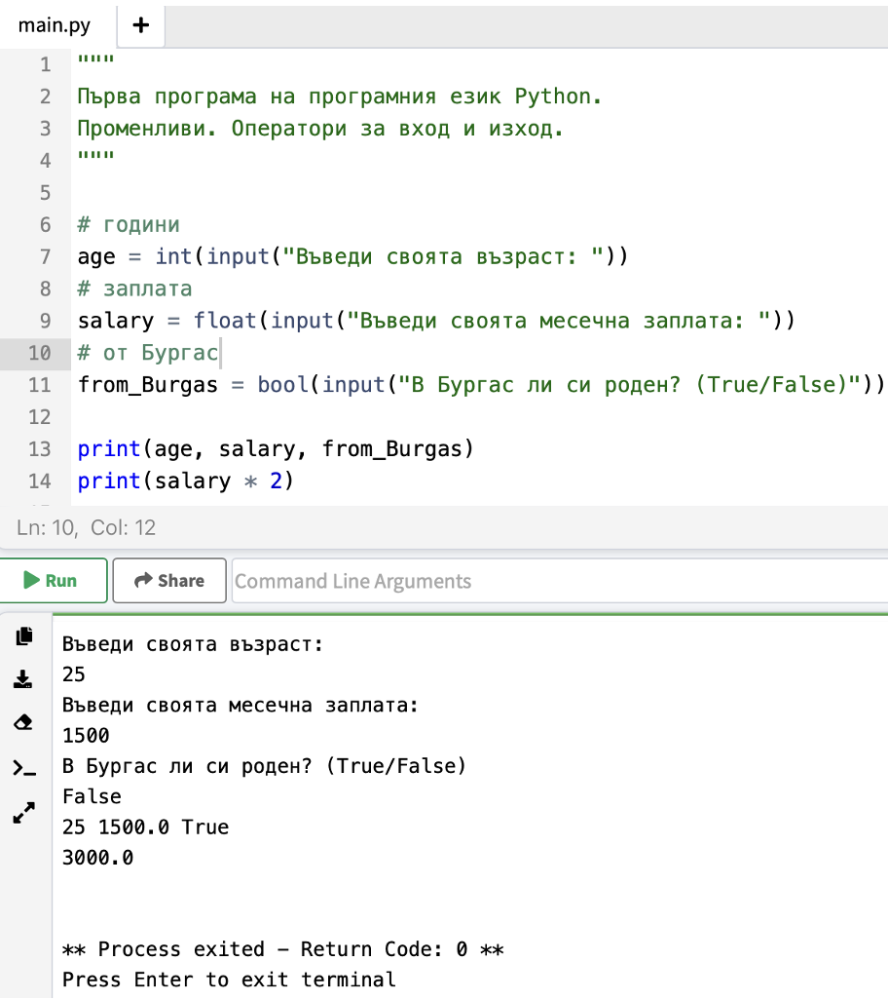 main.py +
1 """
2 Първа програма на програмния език Python.
3 Променливи. Оператори за вход и изход.
4 """
5
6 # години
7 age = int(input("Въведи своята възраст: "))
8 # заплата
9 salary = float(input("Въведи своята месечна заплата: "))
10 # от Бургас
11 from_Burgas = bool(input("В Бургас ли си роден? (True/False)"))
12
13 print(age, salary, from_Burgas)
14 print(salary * 2)
Ln: 10, Col: 12
Run Share Command Line Arguments
Въведи своята възраст:
25
Въведи своята месечна заплата:
1500
В Бургас ли си роден? (True/False)
False
25 1500.0 True
3000.0
** Process exited - Return Code: 0 **
Press Enter to exit terminal